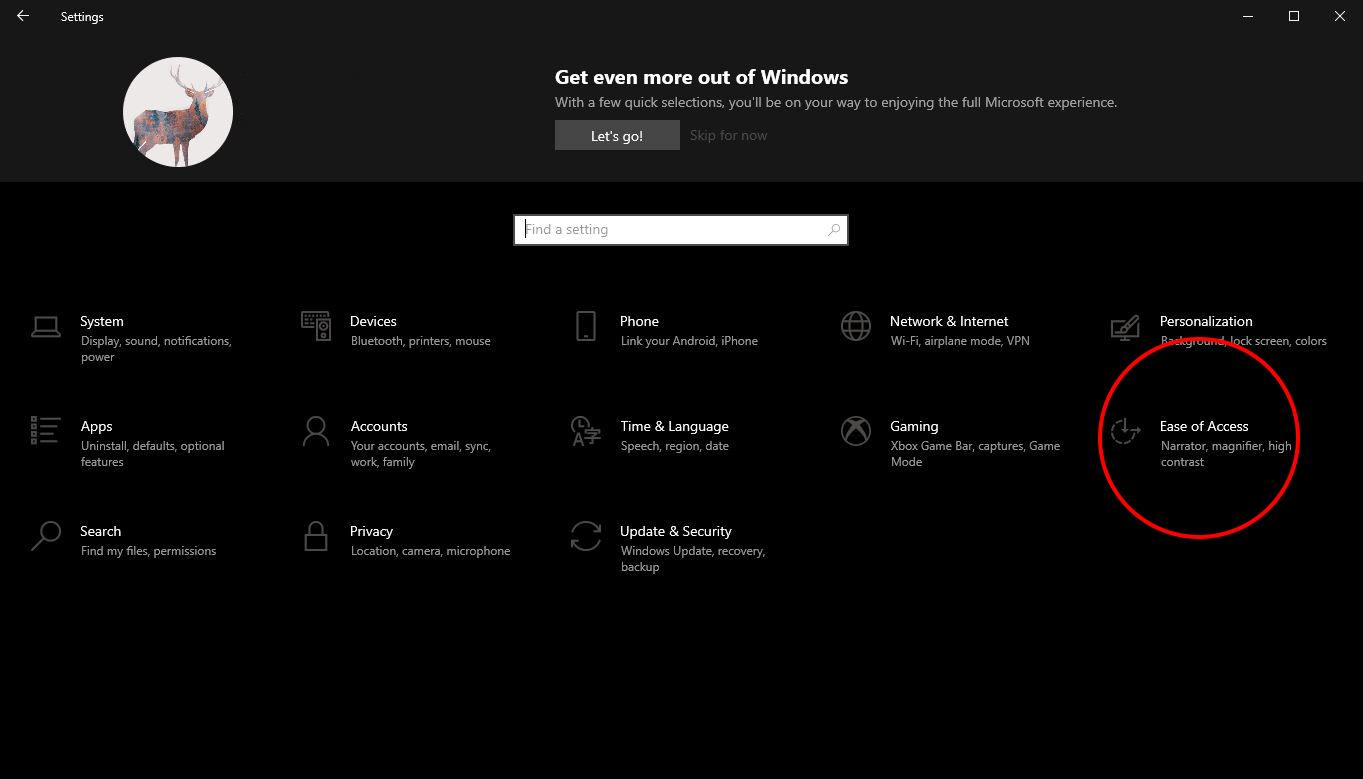 Settings
Get even more out of Windows
With a few quick selections, you'll be on your way to enjoying the full Microsoft experience.
Let's go!
Skip for now
Find a setting
System
Display, sound, notifications,
power
Devices
Bluetooth, printers, mouse
Phone
Link your Android, iPhone
Network & Internet
Wi-Fi, airplane mode, VPN
Personalization
Background, lock screen, colors
Apps
Uninstall, defaults, optional
features
Accounts
Your accounts, email, sync,
work, family
Time & Language
Speech, region, date
Gaming
Xbox Game Bar, captures, Game
Mode
Ease of Access
Narrator, magnifier, high
contrast
Search
Find my files, permissions
Privacy
Location, camera, microphone
Update & Security
Windows Update, recovery,
backup